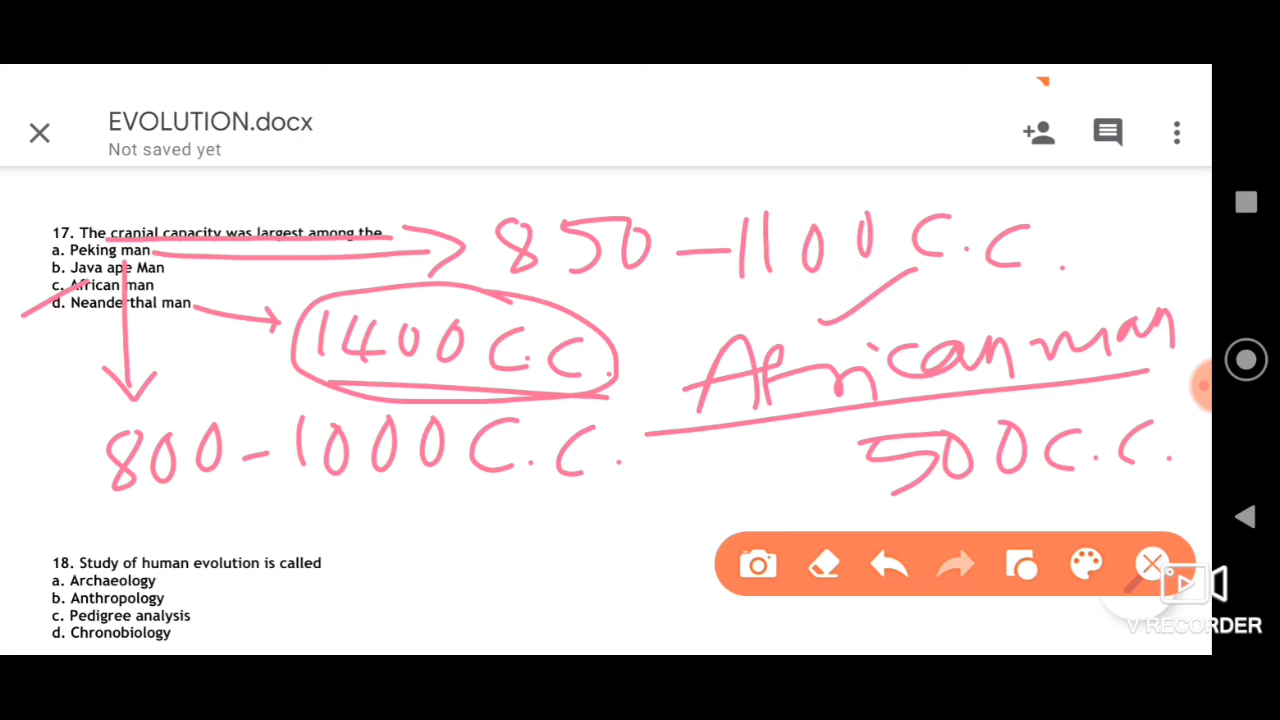 EVOLUTION.docx
Not saved yet
17. The cranial capacity was largest among the
850-1100 C.C.
a. Peking man
b. Java ape Man
c. African man
d. Neanderthal man
1400 C.C.
African man
800-1000 C.C.
500 C.C.
18. Study of human evolution is called
a. Archaeology
b. Anthropology
c. Pedigree analysis
d. Chronobiology
V RECORDER